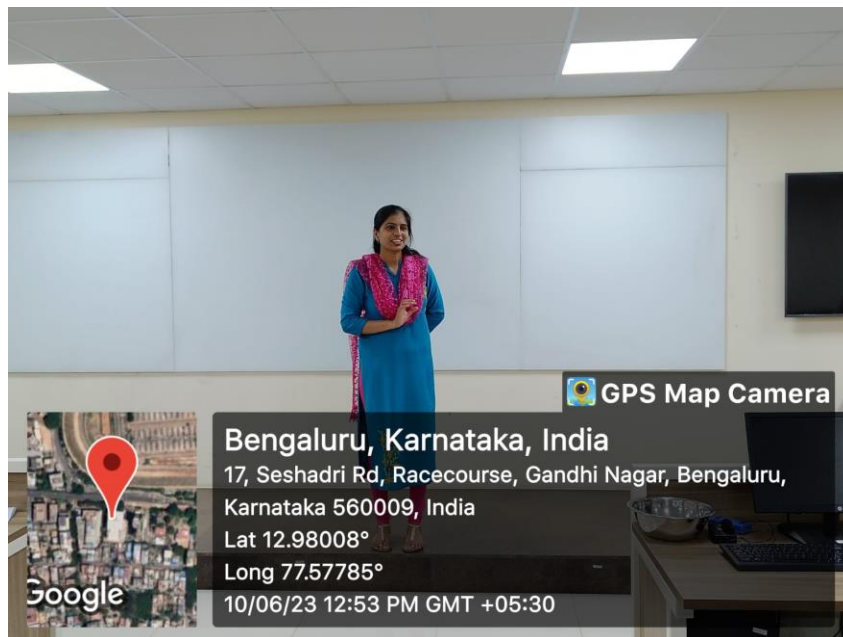 GPS Map Camera
Bengaluru, Karnataka, India
17, Seshadri Rd, Racecourse, Gandhi Nagar, Bengaluru,
Karnataka 560009, India
Lat 12.98008°
Long 77.57785°
10/06/23 12:53 PM GMT +05:30
Google